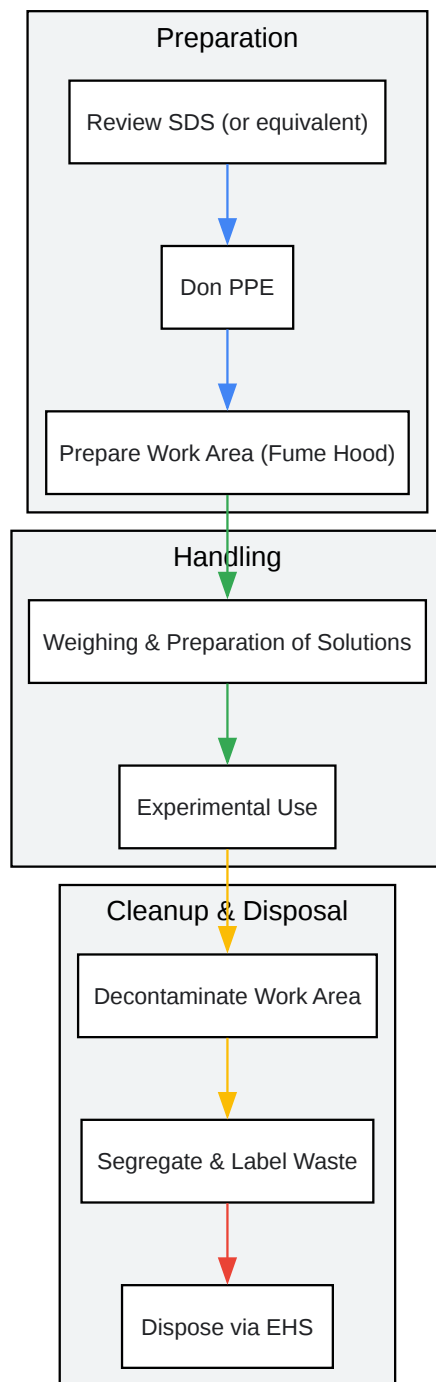 Preparation
Review SDS (or equivalent)
Don PPE
Prepare Work Area (Fume Hood)
Handling
Weighing & Preparation of Solutions
Experimental Use
Cleanup & Disposal
Decontaminate Work Area
Segregate & Label Waste
Dispose via EHS